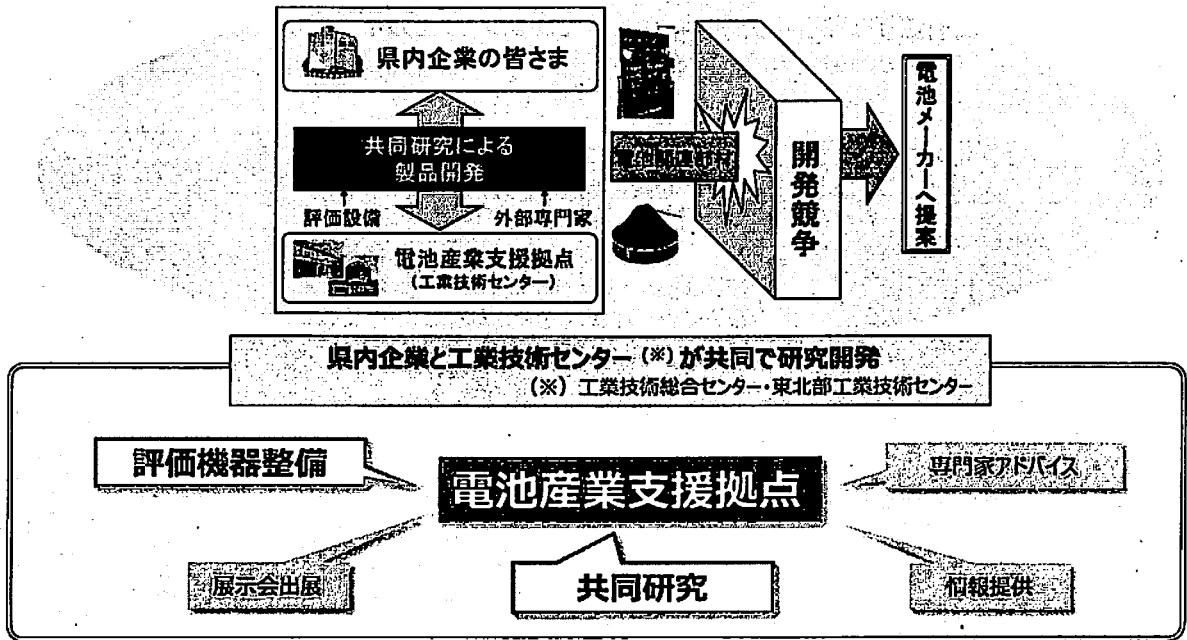 県内企業の皆さま
共同研究による
製品開発
評価設備
外部専門家
電池産業支援拠点
(工業技術センター)
電池関連部材
開発競争
電池メーカーへ提案
県内企業と工業技術センター(※)が共同で研究開発
(※)工業技術総合センター・東北部工業技術センター
評価機器整備
専門家アドバイス
電池産業支援拠点
展示会出展
共同研究
情報提供